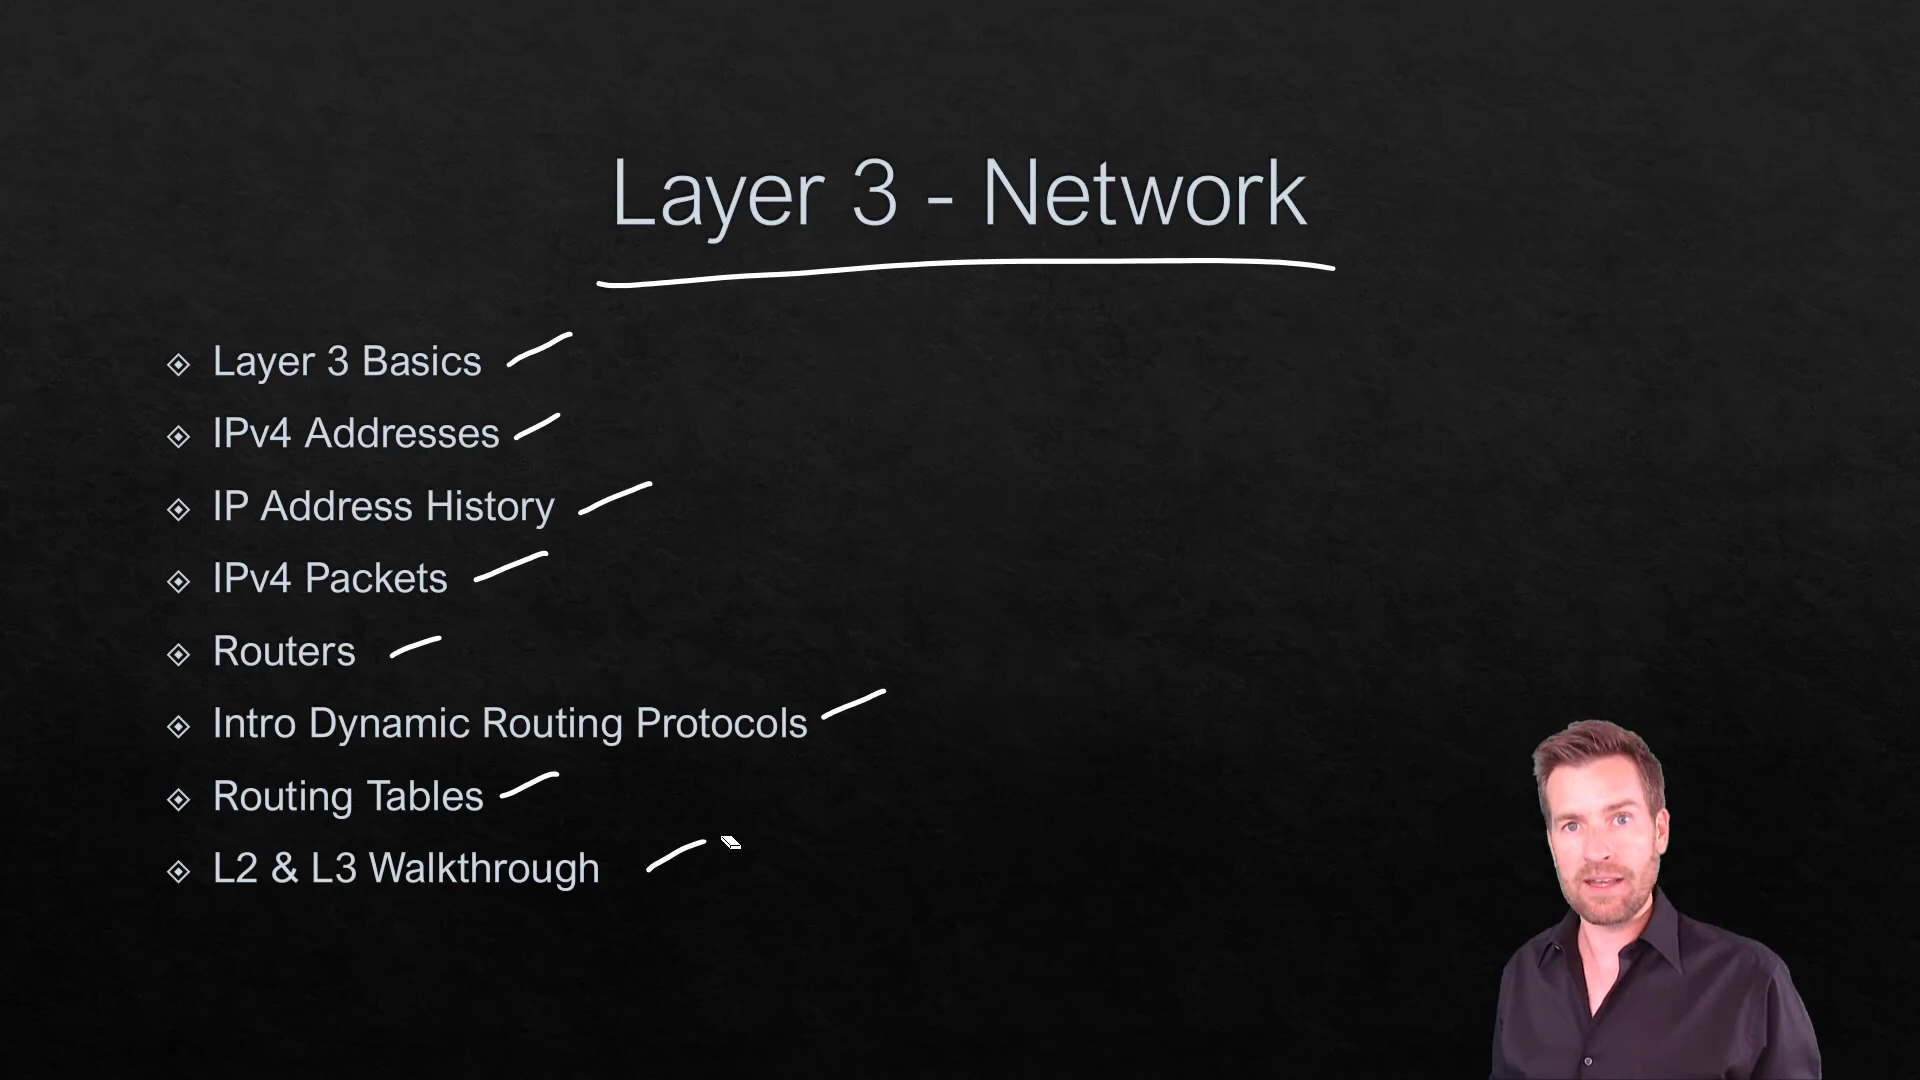 Layer 3 - Network
Layer 3 Basics
IPv4 Addresses
IP Address History
IPv4 Packets
Routers
Intro Dynamic Routing Protocols
Routing Tables
L2 & L3 Walkthrough